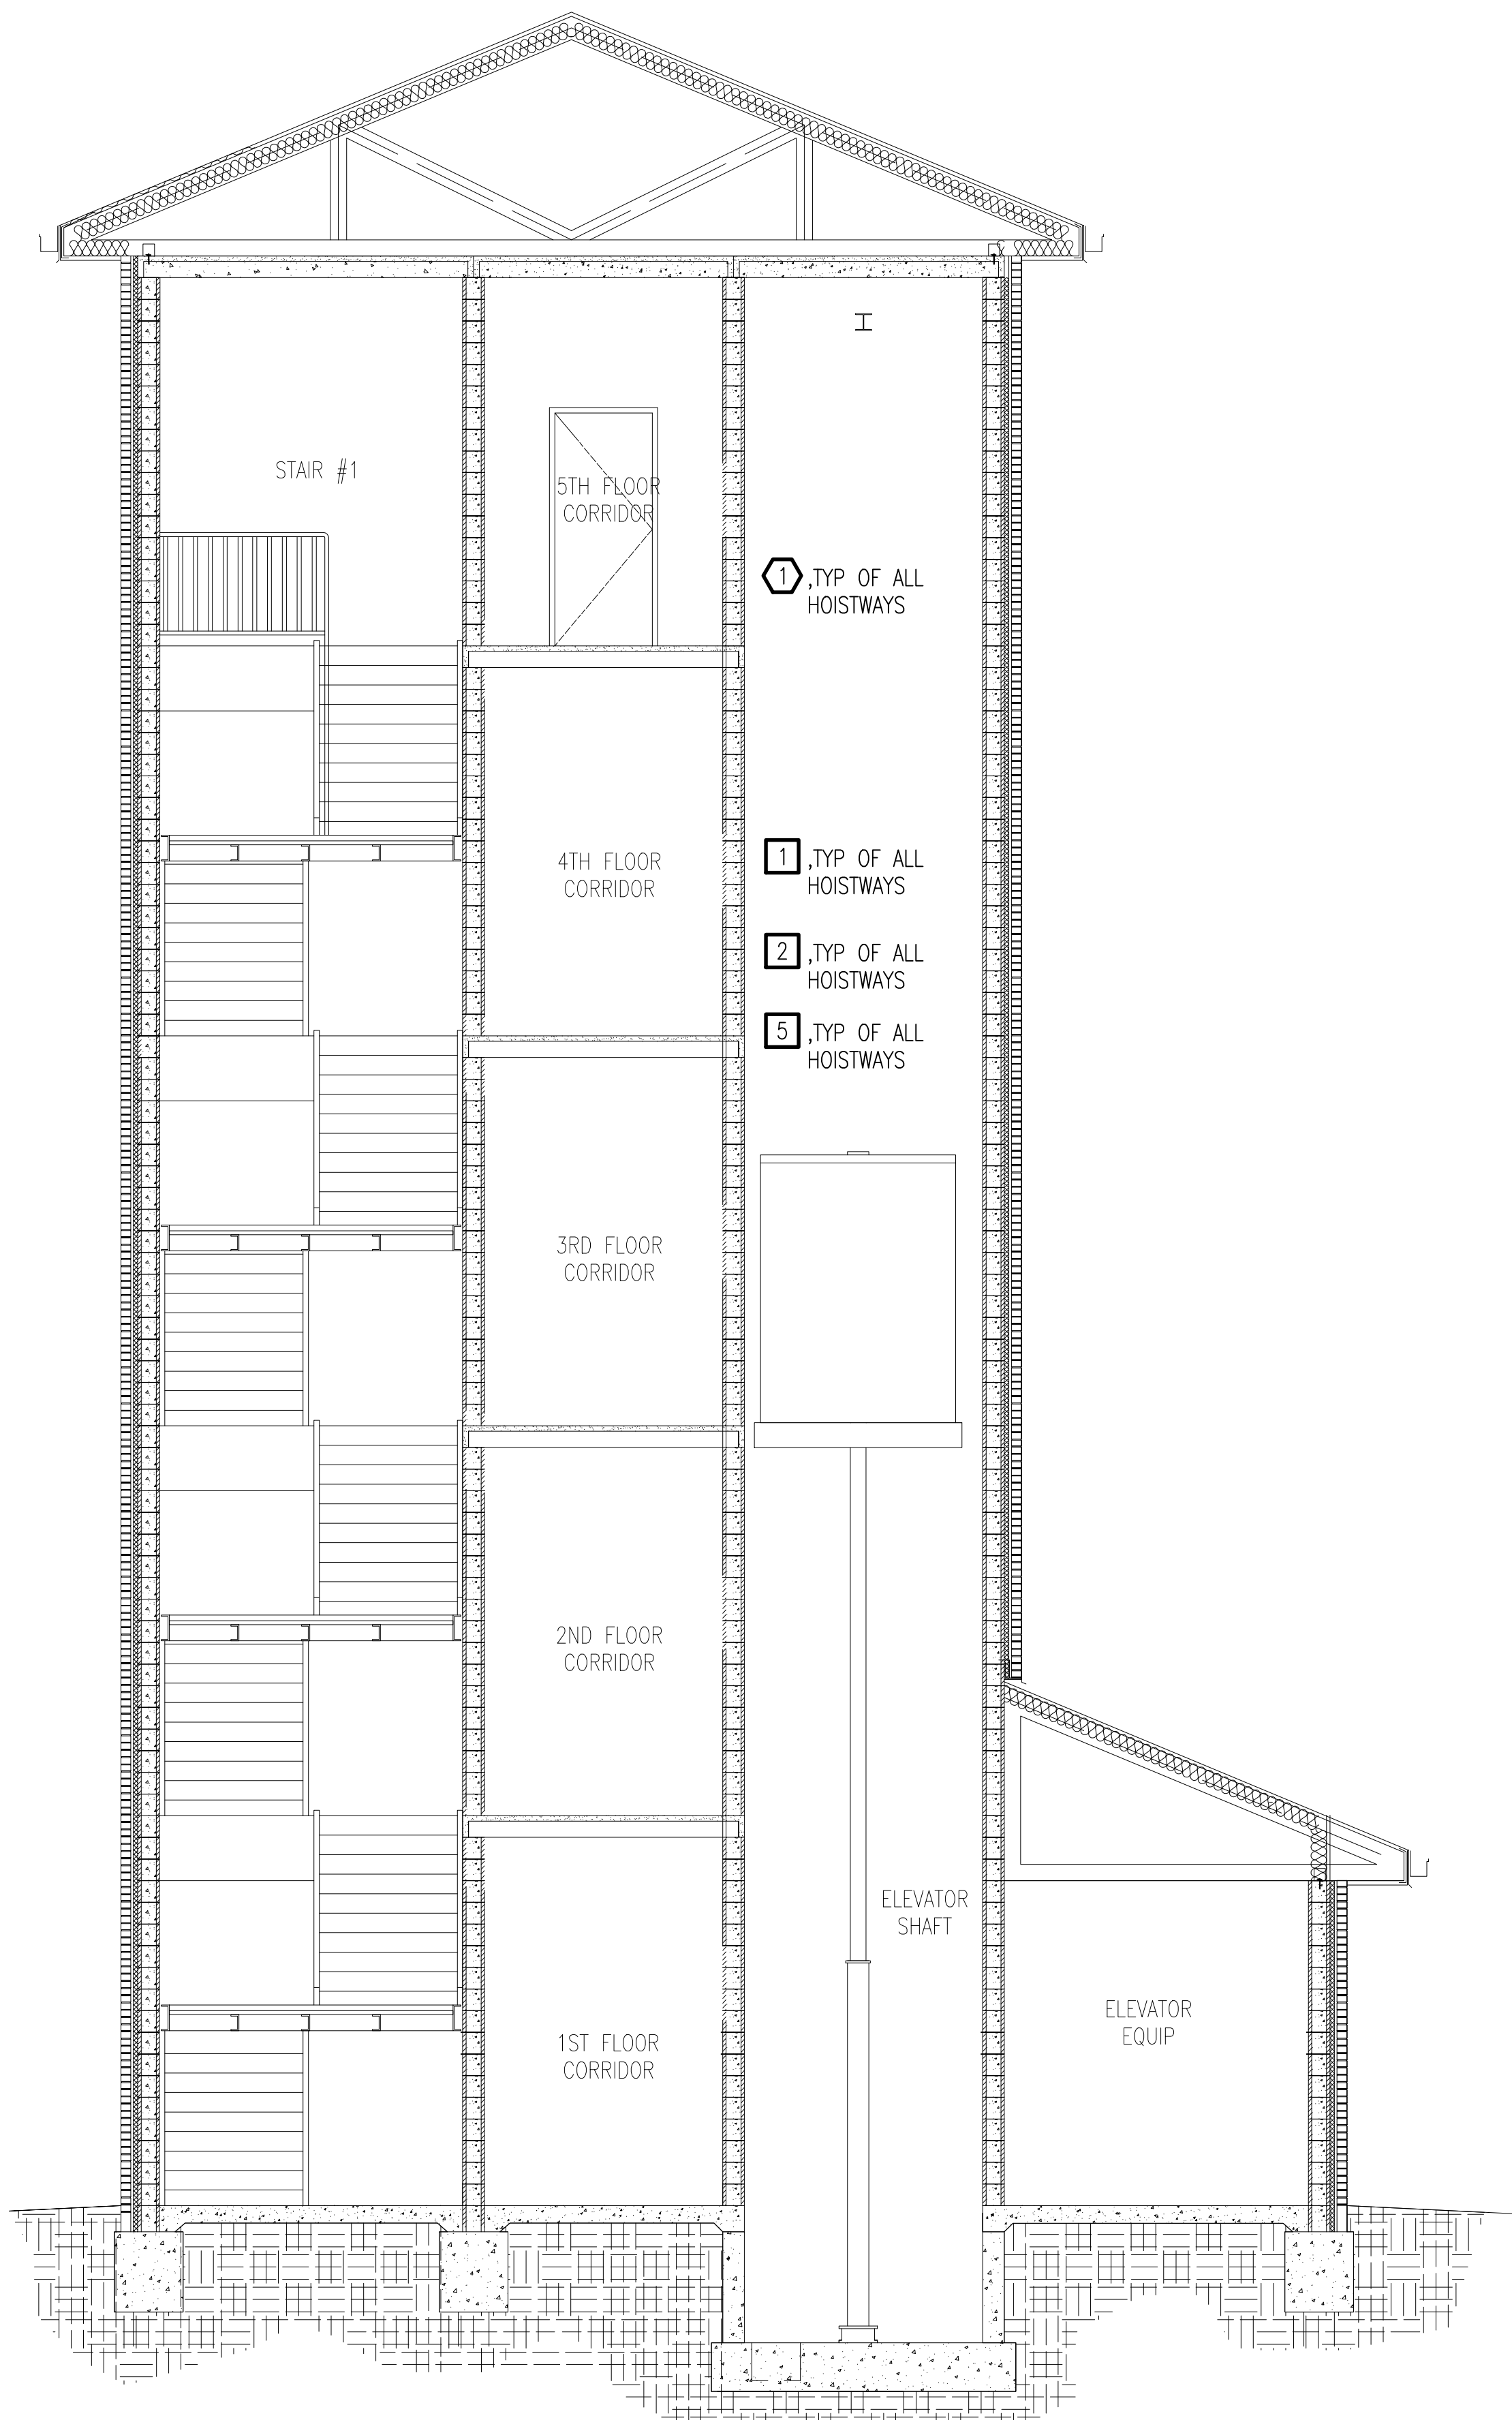 STAIR #1
5TH FLOOR
CORRIDOR
1 ,TYP OF ALL
HOISTWAYS
4TH FLOOR
CORRIDOR
1 ,TYP OF ALL
HOISTWAYS
2 ,TYP OF ALL
HOISTWAYS
5 ,TYP OF ALL
HOISTWAYS
3RD FLOOR
CORRIDOR
2ND FLOOR
CORRIDOR
ELEVATOR
SHAFT
ELEVATOR
EQUIP
1ST FLOOR
CORRIDOR